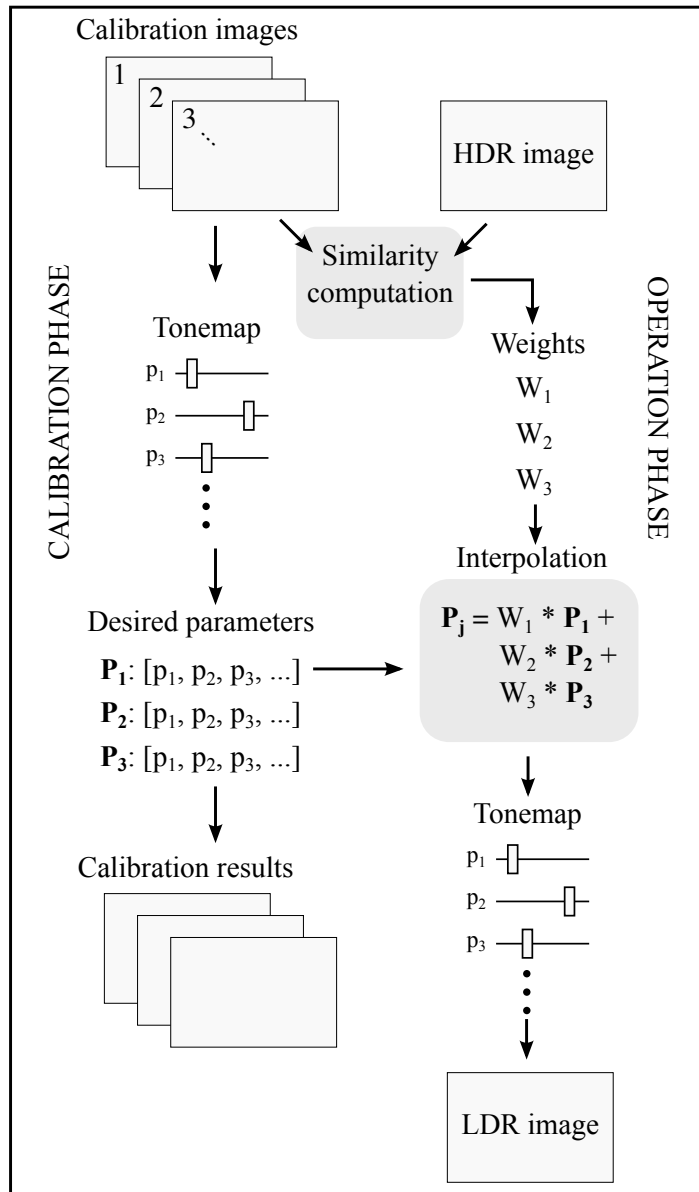 Calibration images
1
2
3
HDR image
Similarity
computation
CALIBRATION PHASE
OPERATION PHASE
Tonemap
p₁
p₂
p₃
Weights
W₁
W₂
W₃
Desired parameters
P₁: [p₁, p₂, p₃, ...]
P₂: [p₁, p₂, p₃, ...]
P₃: [p₁, p₂, p₃, ...]
Interpolation
Pⱼ = W₁ * P₁ +
W₂ * P₂ +
W₃ * P₃
Calibration results
Tonemap
p₁
p₂
p₃
LDR image